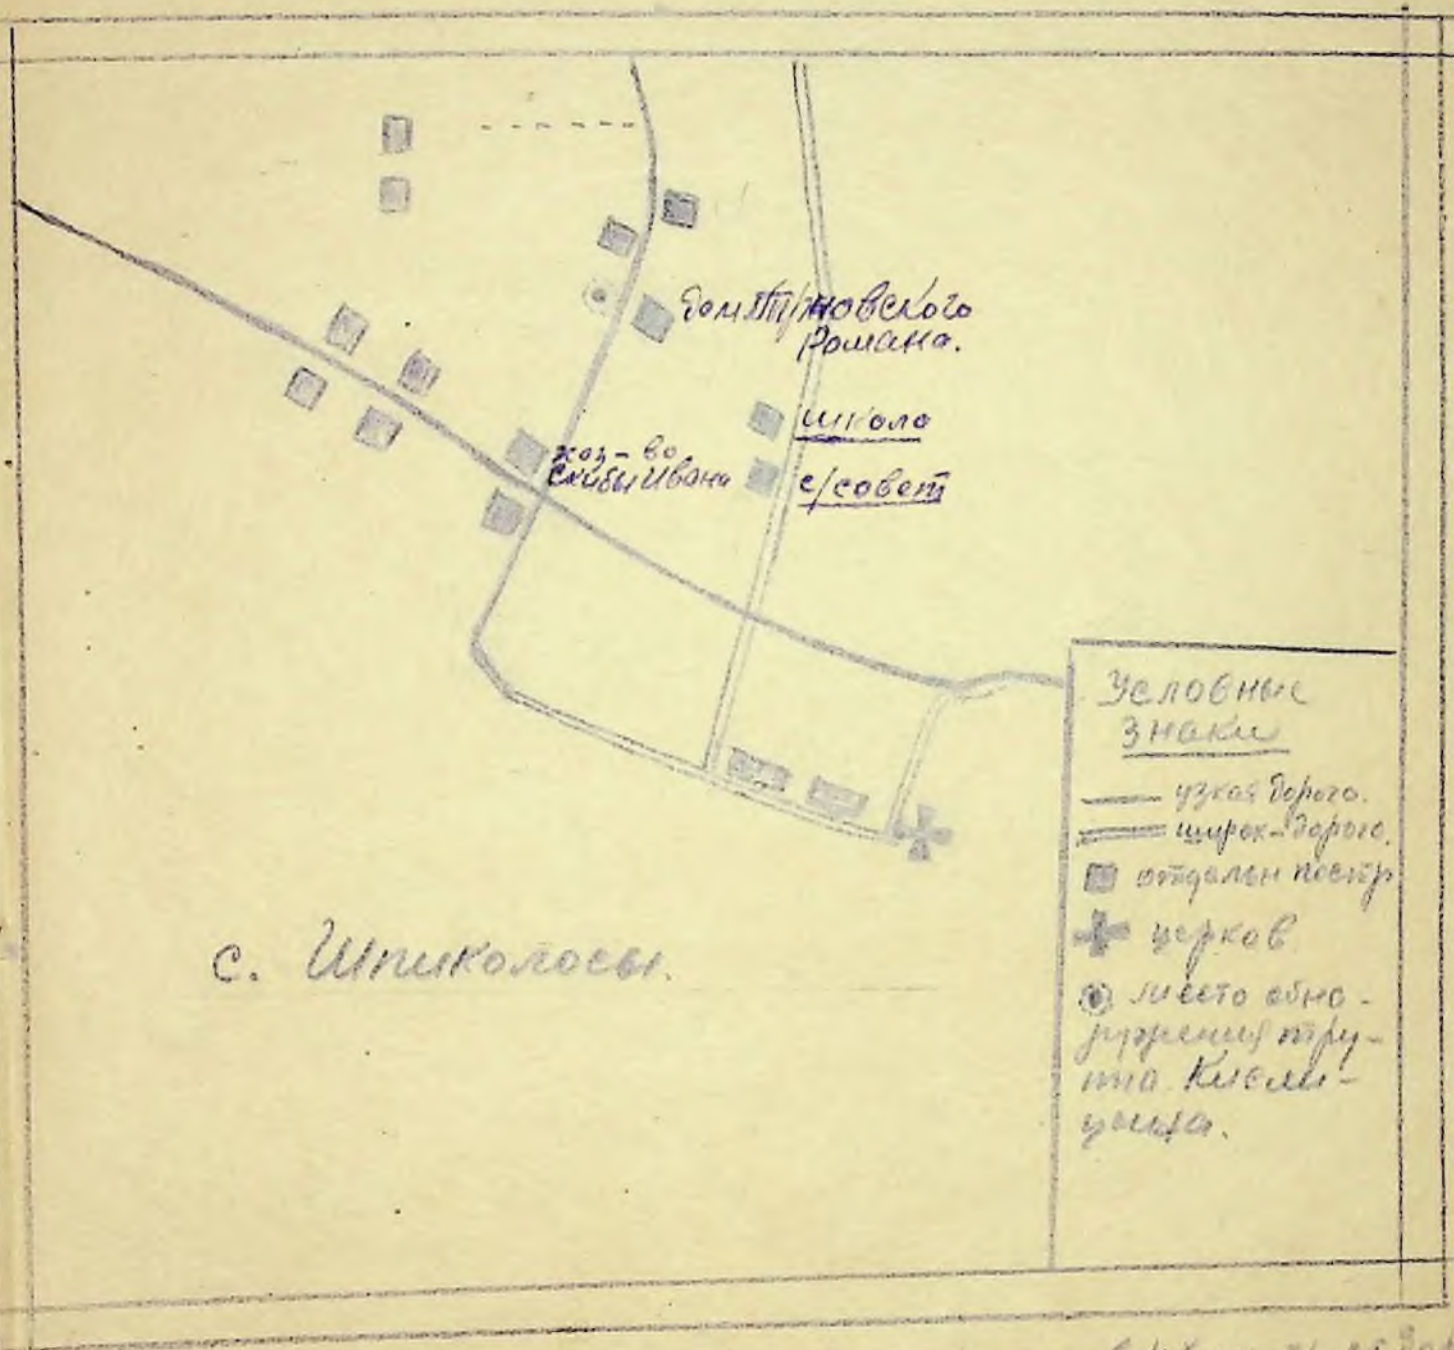 дом
Романа.
школа
хоз-во
Скибы Ивана
с/совет
Условные
знаки
узкая дорога.
широк-дорога.
отдельн постр
церков
место обна-
ружения тру-
па Кисли-
цына.
с. Шпиколосы.